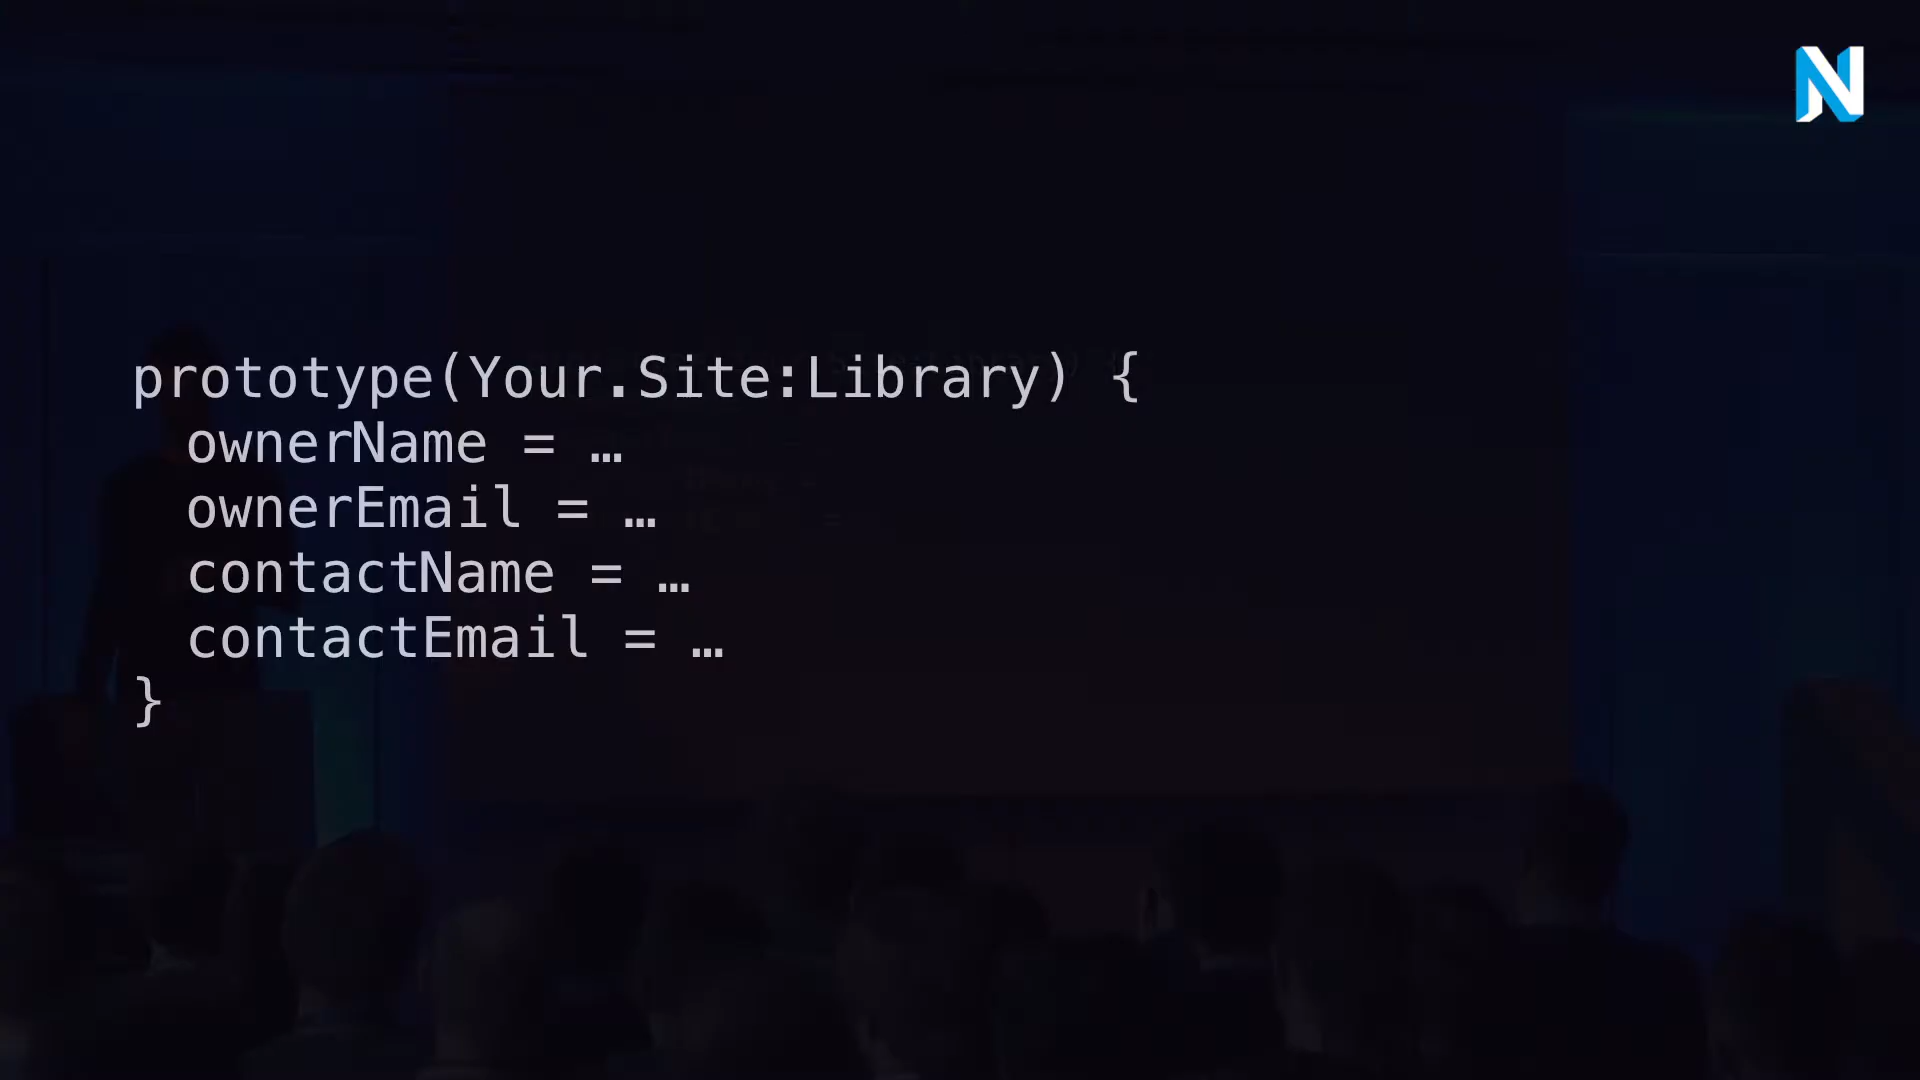 prototype(Your.Site:Library) {
  ownerName = …
  ownerEmail = …
  contactName = …
  contactEmail = …
}